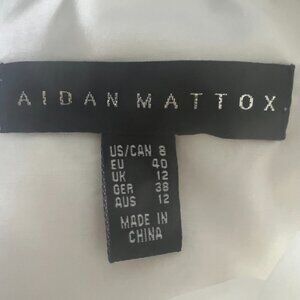 AIDAN MATTOX
US/CAN 8
EU 40
UK 12
GER 38
AUS 12
MADE IN
CHINA